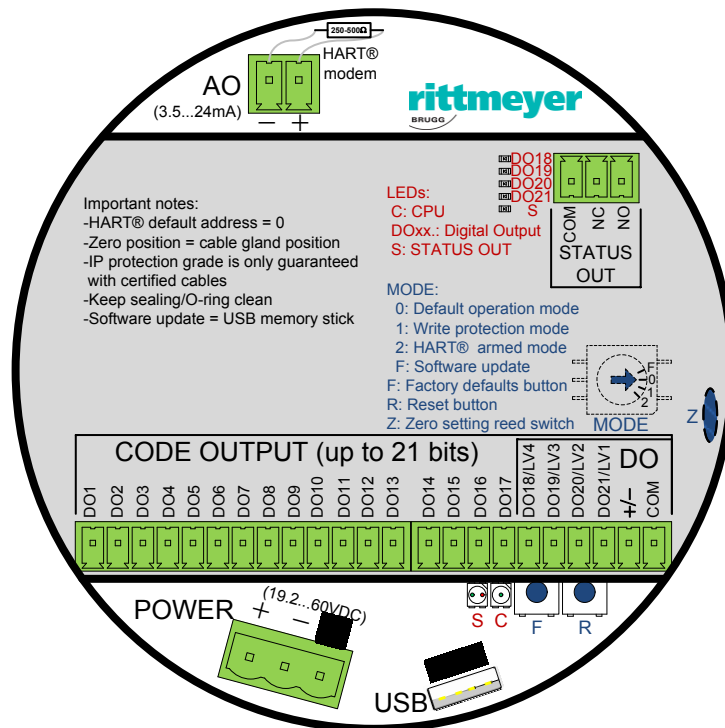 250-500Ω
HART®
modem
AO
(3.5...24mA)
− +
rittmeyer
BRUGG
DO18
DO19
DO20
DO21
S
COM
NC
NO
STATUS
OUT
LEDs:
C: CPU
DOxx.: Digital Output
S: STATUS OUT
Important notes:
-HART® default address = 0
-Zero position = cable gland position
-IP protection grade is only guaranteed
with certified cables
-Keep sealing/O-ring clean
-Software update = USB memory stick
MODE:
0: Default operation mode
1: Write protection mode
2: HART® armed mode
F: Software update
F: Factory defaults button
R: Reset button
Z: Zero setting reed switch
F
0
1
2
MODE
Z
CODE OUTPUT (up to 21 bits)
DO
DO1
DO2
DO3
DO4
DO5
DO6
DO7
DO8
DO9
DO10
DO11
DO12
DO13
DO14
DO15
DO16
DO17
DO18/LV4
DO19/LV3
DO20/LV2
DO21/LV1
+/−
COM
POWER
+ −
(19.2...60VDC)
S C F R
USB